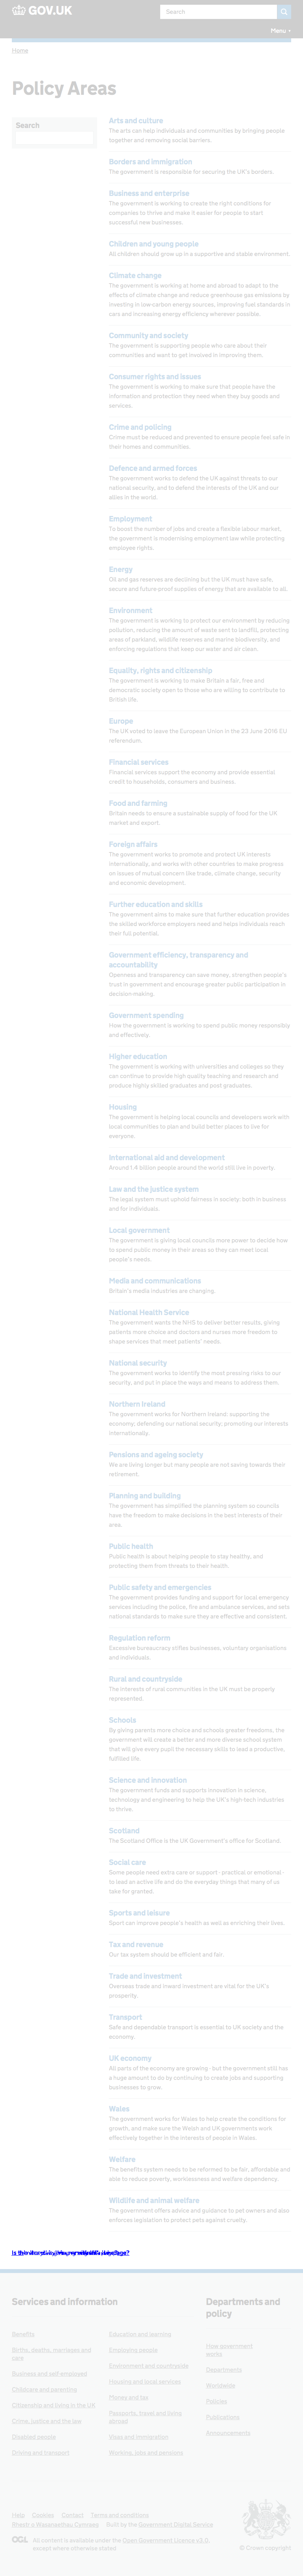 GOV.UK
Search
Menu
Home
Policy Areas
Search
Arts and culture
The arts can help individuals and communities by bringing people
together and removing social barriers.
Borders and immigration
The government is responsible for securing the UK's borders.
Business and enterprise
The government is working to create the right conditions for
companies to thrive and make it easier for people to start
successful new businesses.
Children and young people
All children should grow up in a supportive and stable environment.
Climate change
The government is working at home and abroad to adapt to the
effects of climate change and reduce greenhouse gas emissions by
investing in low-carbon energy sources, improving fuel standards in
cars and increasing energy efficiency wherever possible.
Community and society
The government is supporting people who care about their
communities and want to get involved in improving them.
Consumer rights and issues
The government is working to make sure that people have the
information and protection they need when they buy goods and
services.
Crime and policing
Crime must be reduced and prevented to ensure people feel safe in
their homes and communities.
Defence and armed forces
The government works to defend the UK against threats to our
national security, and to defend the interests of the UK and our
allies in the world.
Employment
To boost the number of jobs and create a flexible labour market,
the government is modernising employment law while protecting
employee rights.
Energy
Oil and gas reserves are declining but the UK must have safe,
secure and future-proof supplies of energy that are available to all.
Environment
The government is working to protect our environment by reducing
pollution, reducing the amount of waste sent to landfill, protecting
areas of parkland, wildlife reserves and marine biodiversity, and
enforcing regulations that keep our water and air clean.
Equality, rights and citizenship
The government is working to make Britain a fair, free and
democratic society open to those who are willing to contribute to
British life.
Europe
The UK voted to leave the European Union in the 23 June 2016 EU
referendum.
Financial services
Financial services support the economy and provide essential
credit to households, consumers and business.
Food and farming
Britain needs to ensure a sustainable supply of food for the UK
market and export.
Foreign affairs
The government works to promote and protect UK interests
internationally, and works with other countries to make progress
on issues of mutual concern like trade, climate change, security
and economic development.
Further education and skills
The government aims to make sure that further education provides
the skilled workforce employers need and helps individuals reach
their full potential.
Government efficiency, transparency and
accountability
Openness and transparency can save money, strengthen people's
trust in government and encourage greater public participation in
decision-making.
Government spending
How the government is working to spend public money responsibly
and effectively.
Higher education
The government is working with universities and colleges so they
can continue to provide high quality teaching and research and
produce highly skilled graduates and post graduates.
Housing
The government is helping local councils and developers work with
local communities to plan and build better places to live for
everyone.
International aid and development
Around 1.4 billion people around the world still live in poverty.
Law and the justice system
The legal system must uphold fairness in society: both in business
and for individuals.
Local government
The government is giving local councils more power to decide how
to spend public money in their areas so they can meet local
people's needs.
Media and communications
Britain's media industries are changing.
National Health Service
The government wants the NHS to deliver better results, giving
patients more choice and doctors and nurses more freedom to
shape services that meet patients' needs.
National security
The government works to identify the most pressing risks to our
security, and put in place the ways and means to address them.
Northern Ireland
The government works for Northern Ireland: supporting the
economy, defending our national security; promoting our interests
internationally.
Pensions and ageing society
We are living longer but many people are not saving towards their
retirement.
Planning and building
The government has simplified the planning system so councils
have the freedom to make decisions in the best interests of their
area.
Public health
Public health is about helping people to stay healthy, and
protecting them from threats to their health.
Public safety and emergencies
The government provides funding and support for local emergency
services including the police, fire and ambulance services, and sets
national standards to make sure they are effective and consistent.
Regulation reform
Excessive bureaucracy stifles businesses, voluntary organisations
and individuals.
Rural and countryside
The interests of rural communities in the UK must be properly
represented.
Schools
By giving parents more choice and schools greater freedoms, the
government will create a better and more diverse school system
that will give every pupil the necessary skills to lead a productive,
fulfilled life.
Science and innovation
The government funds and supports innovation in science,
technology and engineering to help the UK's high-tech industries
to thrive.
Scotland
The Scotland Office is the UK Government's office for Scotland.
Social care
Some people need extra care or support - practical or emotional -
to lead an active life and do the everyday things that many of us
take for granted.
Sports and leisure
Sport can improve people's health as well as enriching their lives.
Tax and revenue
Our tax system should be efficient and fair.
Trade and investment
Overseas trade and inward investment are vital for the UK's
prosperity.
Transport
Safe and dependable transport is essential to UK society and the
economy.
UK economy
All parts of the economy are growing - but the government still has
a huge amount to do by continuing to create jobs and supporting
businesses to grow.
Wales
The government works for Wales to help create the conditions for
growth, and make sure the Welsh and UK governments work
effectively together in the interests of people in Wales.
Welfare
The benefits system needs to be reformed to be fair, affordable and
able to reduce poverty, worklessness and welfare dependency.
Wildlife and animal welfare
The government offers advice and guidance to pet owners and also
enforces legislation to protect pets against cruelty.
Services and information
Departments and
policy
Benefits
Births, deaths, marriages and
care
Business and self-employed
Childcare and parenting
Citizenship and living in the UK
Crime, justice and the law
Disabled people
Driving and transport
Education and learning
Employing people
Environment and countryside
Housing and local services
Money and tax
Passports, travel and living
abroad
Visas and immigration
Working, jobs and pensions
How government
works
Departments
Worldwide
Policies
Publications
Announcements
Help Cookies Contact Terms and conditions
Rhestr o Wasanaethau Cymraeg Built by the Government Digital Service
OGL All content is available under the Open Government Licence v3.0,
except where otherwise stated
© Crown copyright